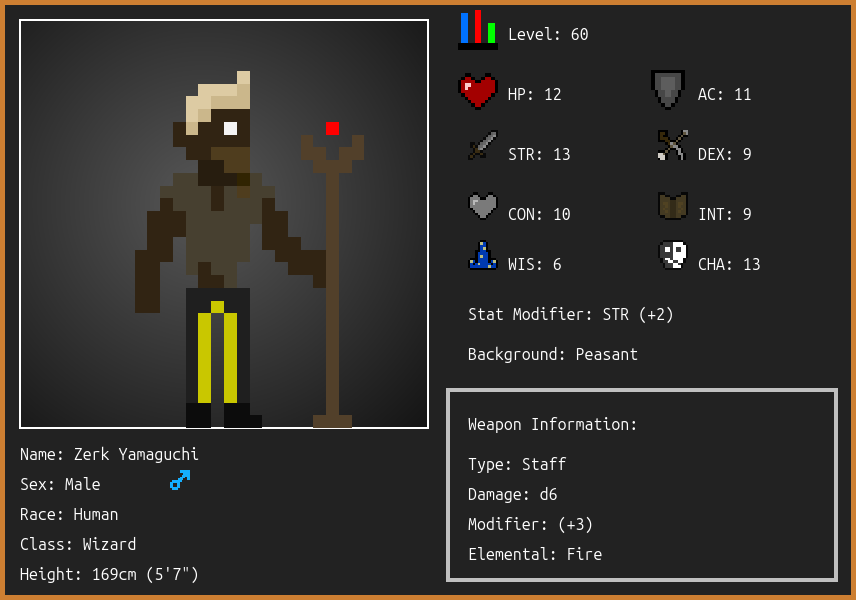 Level: 60
HP: 12
AC: 11
STR: 13
DEX: 9
CON: 10
INT: 9
WIS: 6
CHA: 13
Stat Modifier: STR (+2)
Background: Peasant
Name: Zerk Yamaguchi
Sex: Male
Race: Human
Class: Wizard
Height: 169cm (5'7")
Weapon Information:
Type: Staff
Damage: d6
Modifier: (+3)
Elemental: Fire